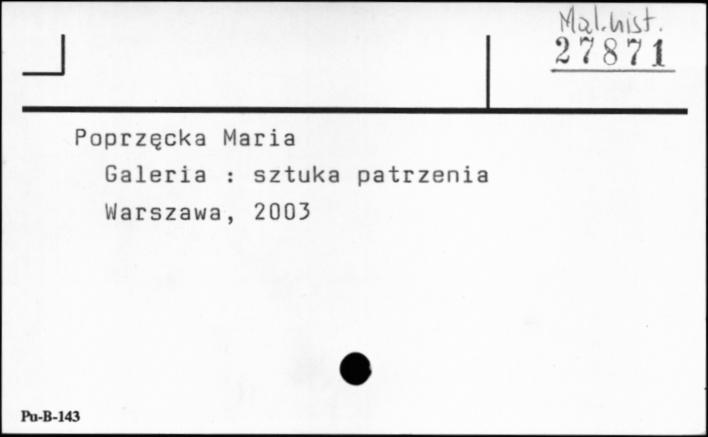 Mal.hist.
27871
Poprzęcka Maria
Galeria : sztuka patrzenia
Warszawa, 2003
Pu-B-143